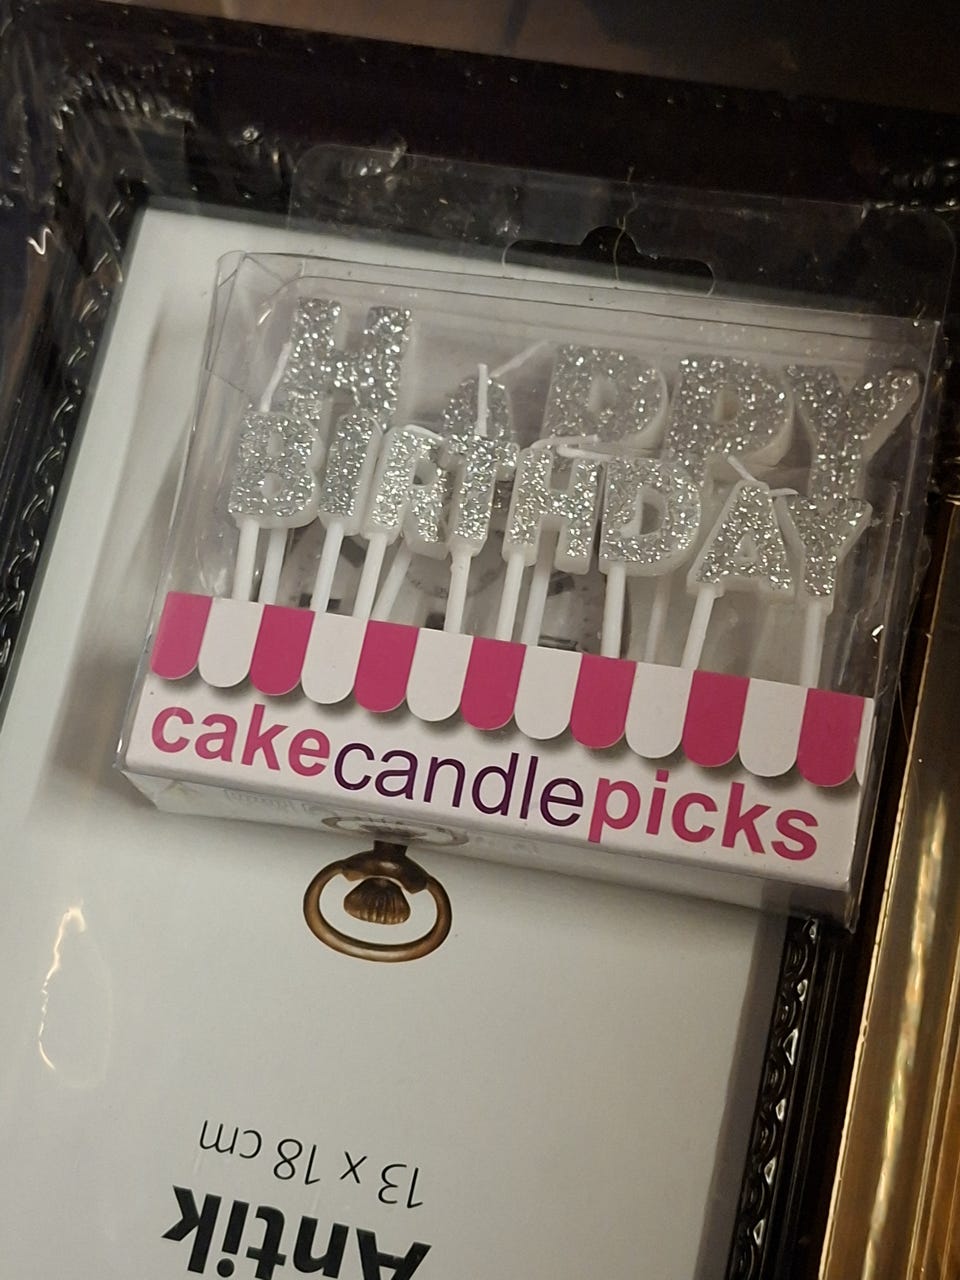 HAPPY
BIRTHDAY
cakecandlepicks
13 x 18 cm
Antik